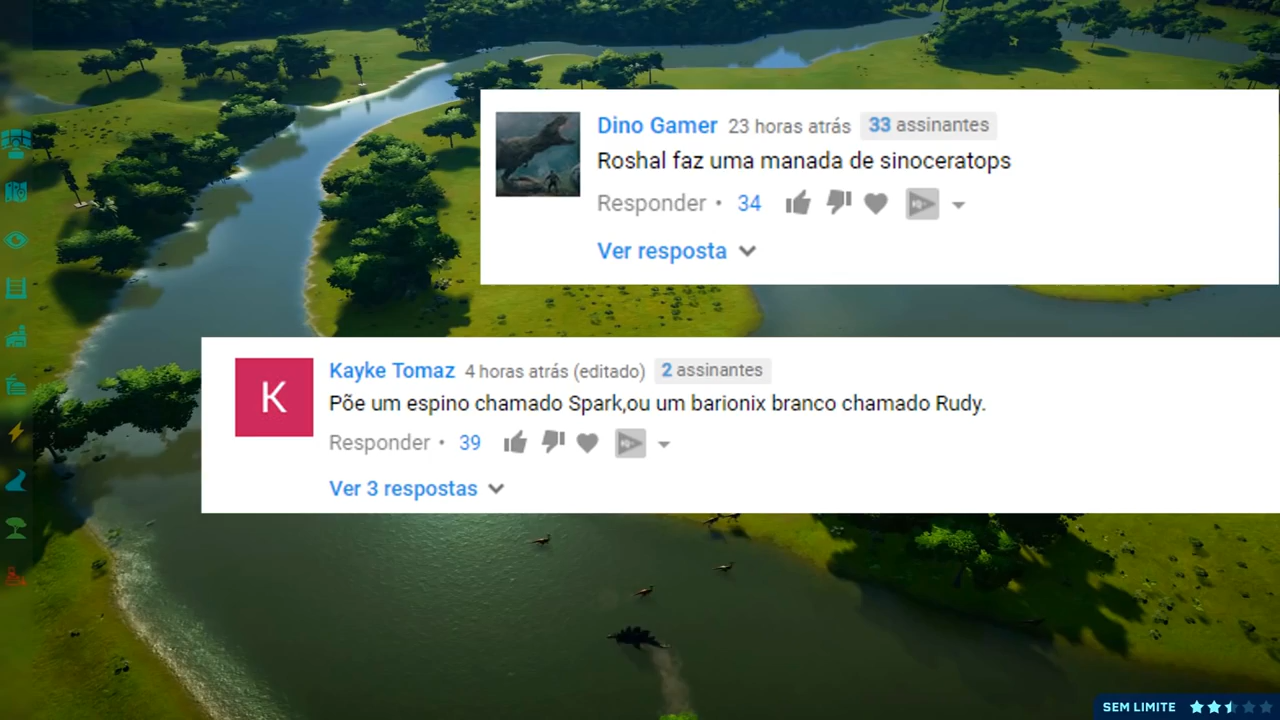 Dino Gamer 23 horas atrás 33 assinantes
Roshal faz uma manada de sinoceratops
Responder • 34
Ver resposta
K
Kayke Tomaz 4 horas atrás (editado) 2 assinantes
Põe um espino chamado Spark,ou um barionix branco chamado Rudy.
Responder • 39
Ver 3 respostas
SEM LIMITE